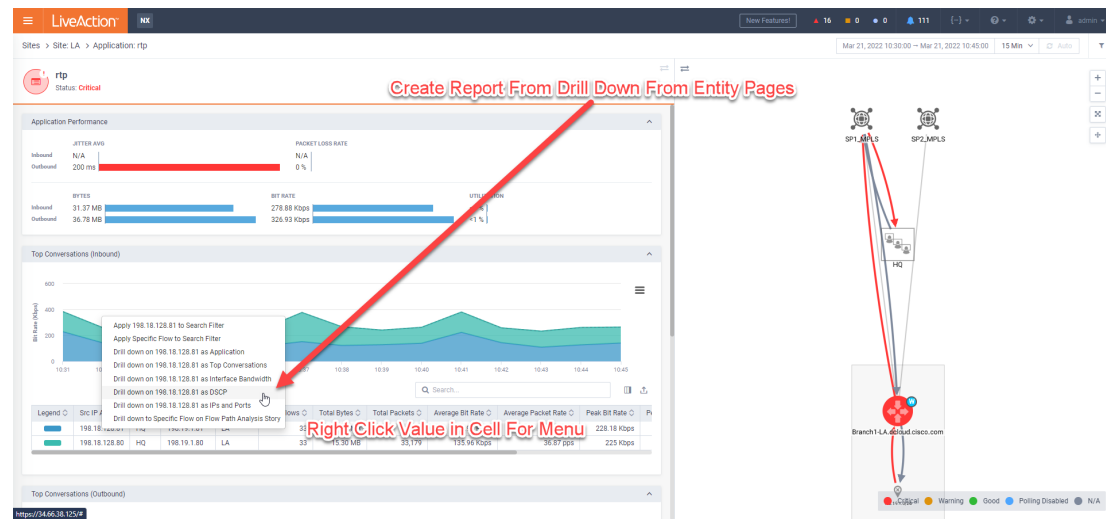 LiveAction NX New Features! 16 0 0 111 admin
Sites > Site: LA > Application: rtp
Mar 21, 2022 10:30:00 – Mar 21, 2022 10:45:00 15 Min Auto
rtp
Status: Critical
Create Report From Drill Down From Entity Pages
Application Performance
JITTER AVG PACKET LOSS RATE
Inbound N/A N/A
Outbound 200 ms 0 %
BYTES BIT RATE
Inbound 31.37 MB 278.88 Kbps
Outbound 36.78 MB 326.93 Kbps <1 %
Top Conversations (Inbound)
Bit Rate (Kbps)
600
400
200
0
10:01 10:38 10:39 10:40 10:41 10:42 10:43 10:44 10:45
Apply 198.18.128.81 to Search Filter
Apply Specific Flow to Search Filter
Drill down on 198.18.128.81 as Application
Drill down on 198.18.128.81 as Top Conversations
Drill down on 198.18.128.81 as Interface Bandwidth
Drill down on 198.18.128.81 as DSCP
Drill down on 198.18.128.81 as IPs and Ports
Drill down to Specific Flow on Flow Path Analysis Story
Search...
Legend Src IP A Total Bytes Total Packets Average Bit Rate Average Packet Rate Peak Bit Rate
33 228.18 Kbps
Right Click Value in Cell For Menu
198.18.128.80 HQ 198.19.1.80 LA 33 15.30 MB 33,179 135.96 Kbps 36.87 pps 225 Kbps
Top Conversations (Outbound)
https://34.66.38.125/#
SP1_MPLS SP2_MPLS
HQ
W
Branch1-LA.dcloud.cisco.com
Critical Warning Good Polling Disabled N/A